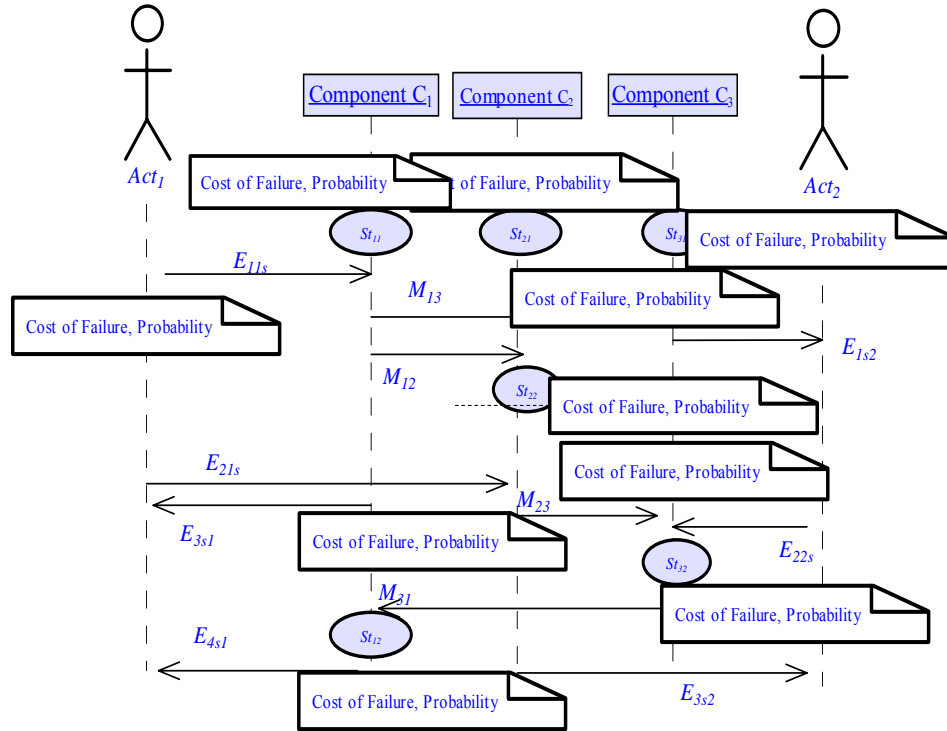 Component C1
Component C2
Component C3
Act1
Act2
Cost of Failure, Probability
of Failure, Probability
St11
St21
St31
Cost of Failure, Probability
E11s
M13
Cost of Failure, Probability
Cost of Failure, Probability
E1s2
M12
St22
Cost of Failure, Probability
E21s
Cost of Failure, Probability
M23
E3s1
Cost of Failure, Probability
E22s
St32
M31
Cost of Failure, Probability
St12
E4s1
Cost of Failure, Probability
E3s2